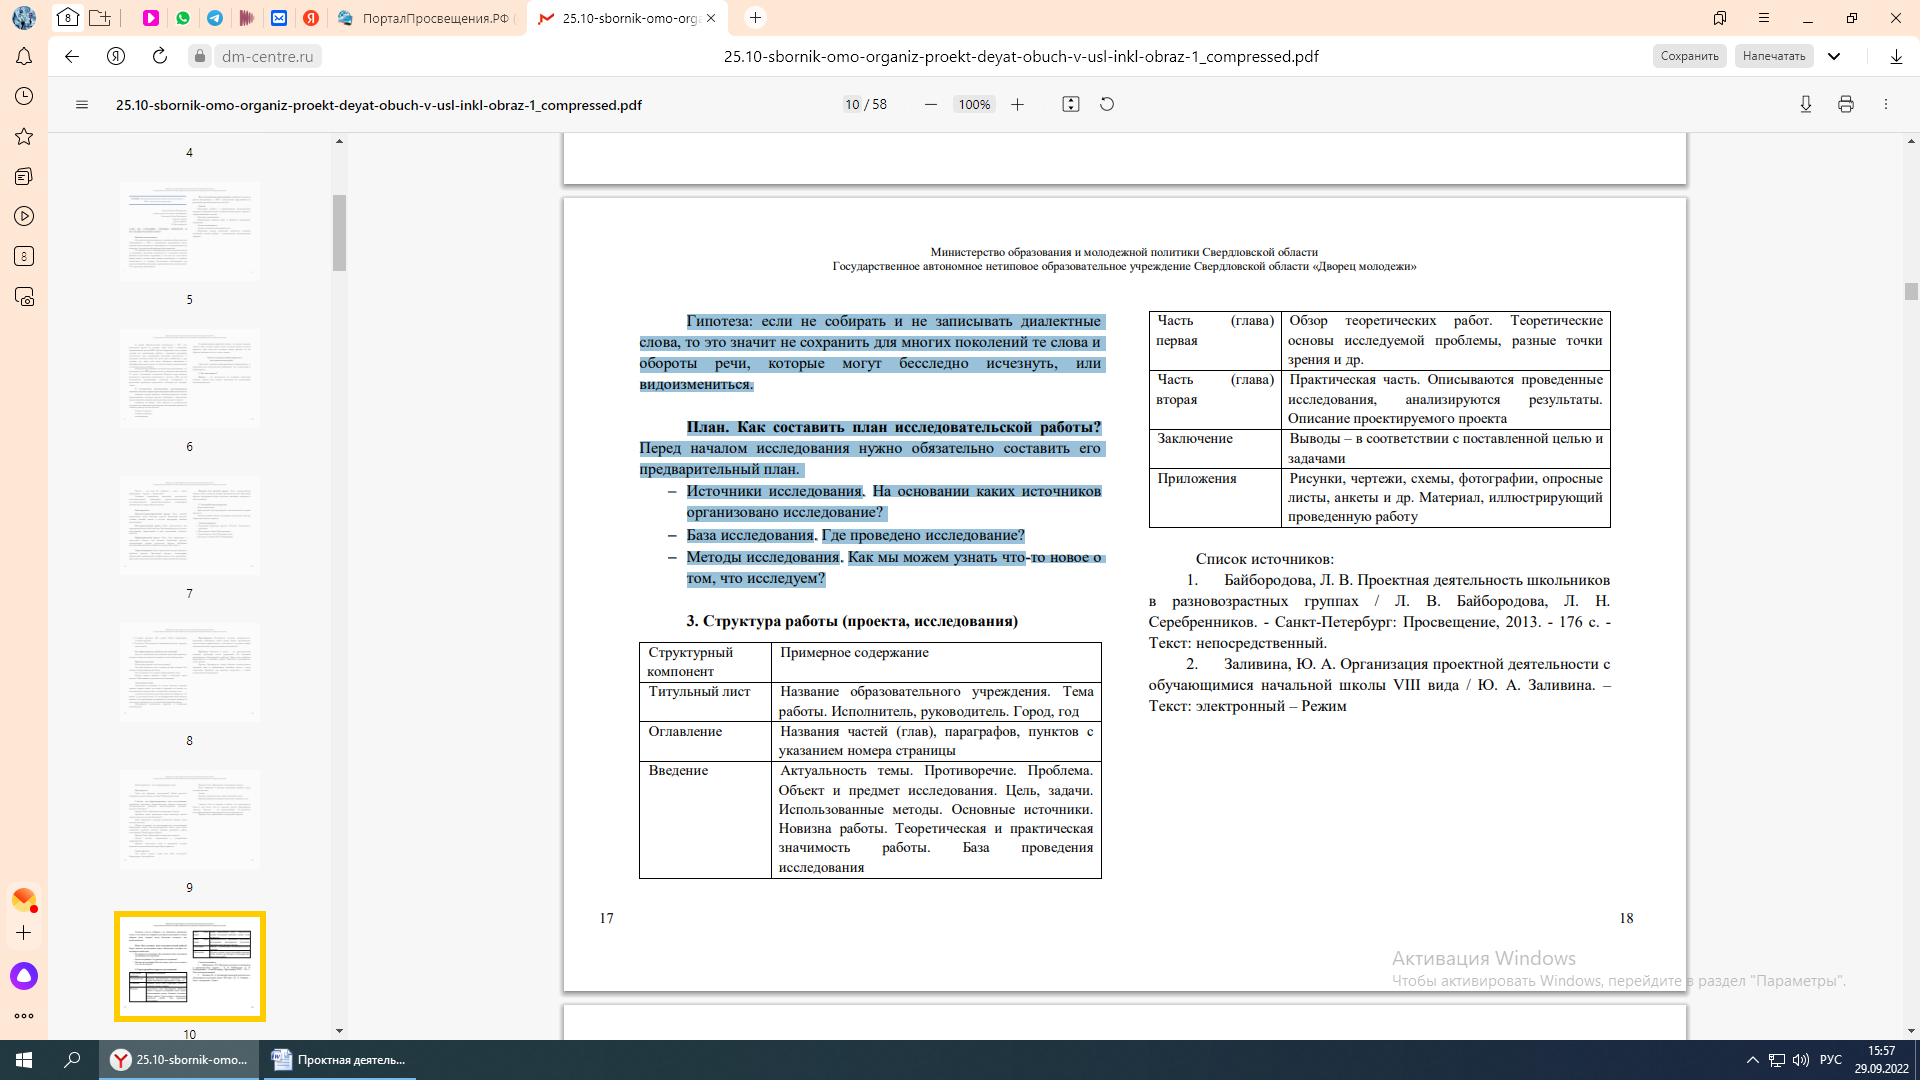 8
ПорталПросвещения.РФ (
25.10-sbornik-omo-org
dm-centre.ru
25.10-sbornik-omo-organiz-proekt-deyat-obuch-v-usl-inkl-obraz-1_compressed.pdf
Сохранить
Напечатать
25.10-sbornik-omo-organiz-proekt-deyat-obuch-v-usl-inkl-obraz-1_compressed.pdf
10 / 58
100%
8
4
5
6
7
8
9
10
Министерство образования и молодежной политики Свердловской области
Государственное автономное нетиповое образовательное учреждение Свердловской области «Дворец молодежи»
Гипотеза: если не собирать и не записывать диалектные
слова, то это значит не сохранить для многих поколений те слова и
обороты речи, которые могут бесследно исчезнуть, или
видоизмениться.
План. Как составить план исследовательской работы?
Перед началом исследования нужно обязательно составить его
предварительный план.
– Источники исследования. На основании каких источников
организовано исследование?
– База исследования. Где проведено исследование?
– Методы исследования. Как мы можем узнать что-то новое о
том, что исследуем?
3. Структура работы (проекта, исследования)
Структурный Примерное содержание
компонент
Титульный лист Название образовательного учреждения. Тема
работы. Исполнитель, руководитель. Город, год
Оглавление Названия частей (глав), параграфов, пунктов с
указанием номера страницы
Введение Актуальность темы. Противоречие. Проблема.
Объект и предмет исследования. Цель, задачи.
Использованные методы. Основные источники.
Новизна работы. Теоретическая и практическая
значимость работы. База проведения
исследования
17
Часть (глава) Обзор теоретических работ. Теоретические
первая основы исследуемой проблемы, разные точки
зрения и др.
Часть (глава) Практическая часть. Описываются проведенные
вторая исследования, анализируются результаты.
Описание проектируемого проекта
Заключение Выводы – в соответствии с поставленной целью и
задачами
Приложения Рисунки, чертежи, схемы, фотографии, опросные
листы, анкеты и др. Материал, иллюстрирующий
проведенную работу
Список источников:
1. Байбородова, Л. В. Проектная деятельность школьников
в разновозрастных группах / Л. В. Байбородова, Л. Н.
Серебренников. - Санкт-Петербург: Просвещение, 2013. - 176 с. -
Текст: непосредственный.
2. Заливина, Ю. А. Организация проектной деятельности с
обучающимися начальной школы VIII вида / Ю. А. Заливина. –
Текст: электронный – Режим
18
Активация Windows
Чтобы активировать Windows, перейдите в раздел "Параметры".
25.10-sbornik-omo...
Проктная деятель...
РУС
15:57
29.09.2022